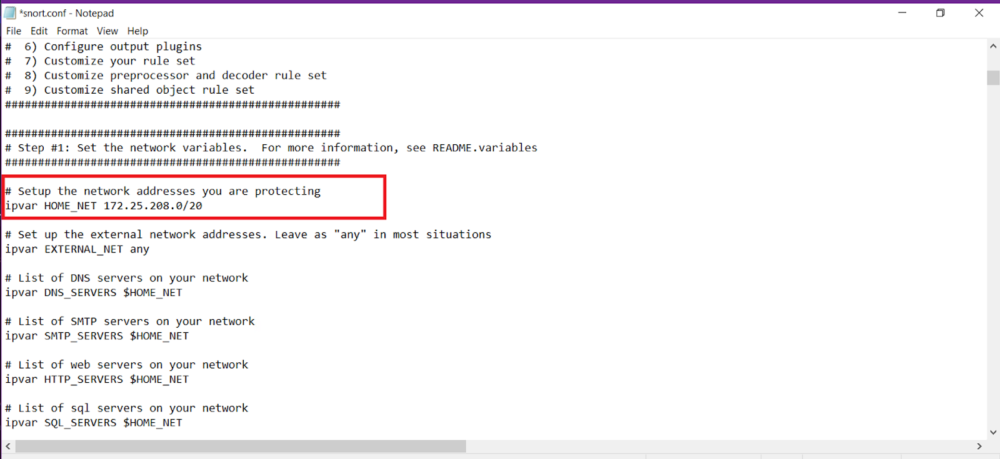 *snort.conf - Notepad
File Edit Format View Help
#  6) Configure output plugins
#  7) Customize your rule set
#  8) Customize preprocessor and decoder rule set
#  9) Customize shared object rule set
###################################################
###################################################
# Step #1: Set the network variables.  For more information, see README.variables
###################################################
# Setup the network addresses you are protecting
ipvar HOME_NET 172.25.208.0/20
# Set up the external network addresses. Leave as "any" in most situations
ipvar EXTERNAL_NET any
# List of DNS servers on your network
ipvar DNS_SERVERS $HOME_NET
# List of SMTP servers on your network
ipvar SMTP_SERVERS $HOME_NET
# List of web servers on your network
ipvar HTTP_SERVERS $HOME_NET
# List of sql servers on your network
ipvar SQL_SERVERS $HOME_NET